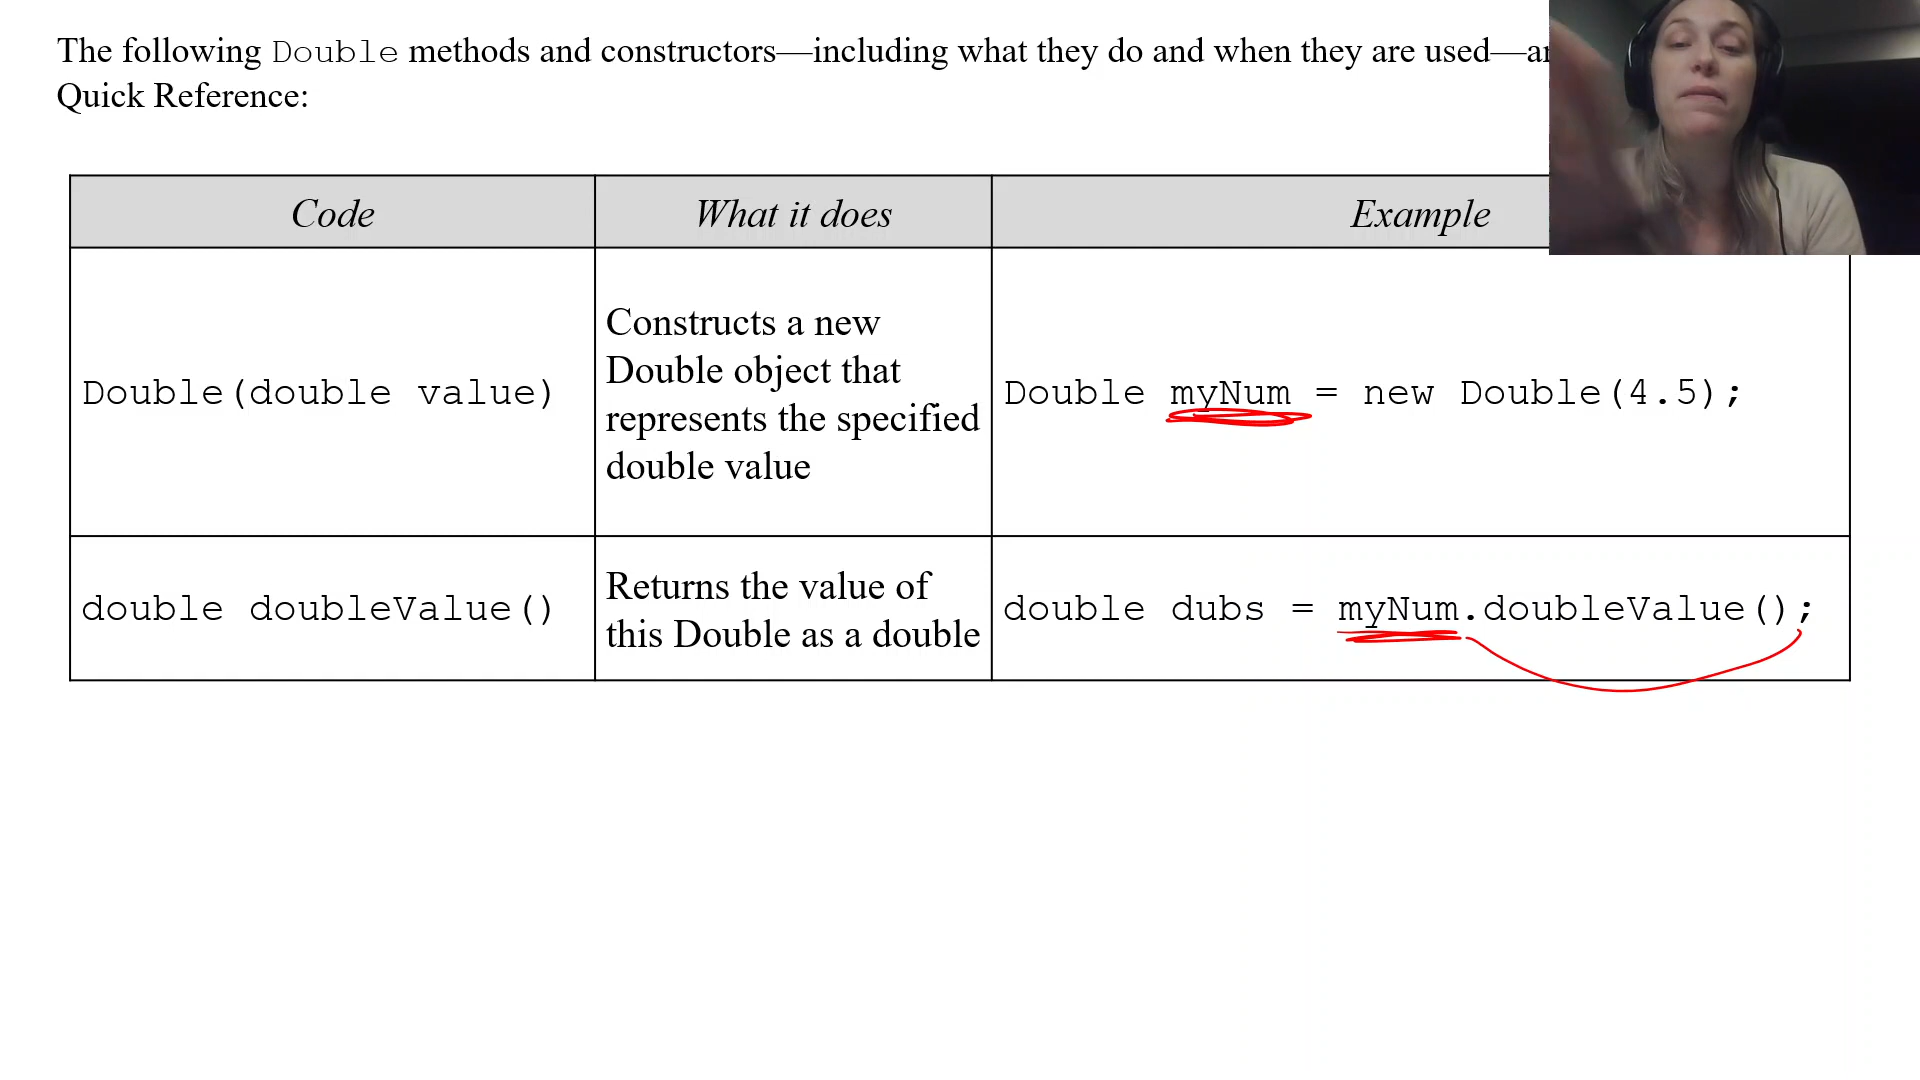 The following Double methods and constructors—including what they do and when they are used—
Quick Reference:
Code
What it does
Example
Double(double value)
Constructs a new
Double object that
represents the specified
double value
Double myNum = new Double(4.5);
double doubleValue()
Returns the value of
this Double as a double
double dubs = myNum.doubleValue();